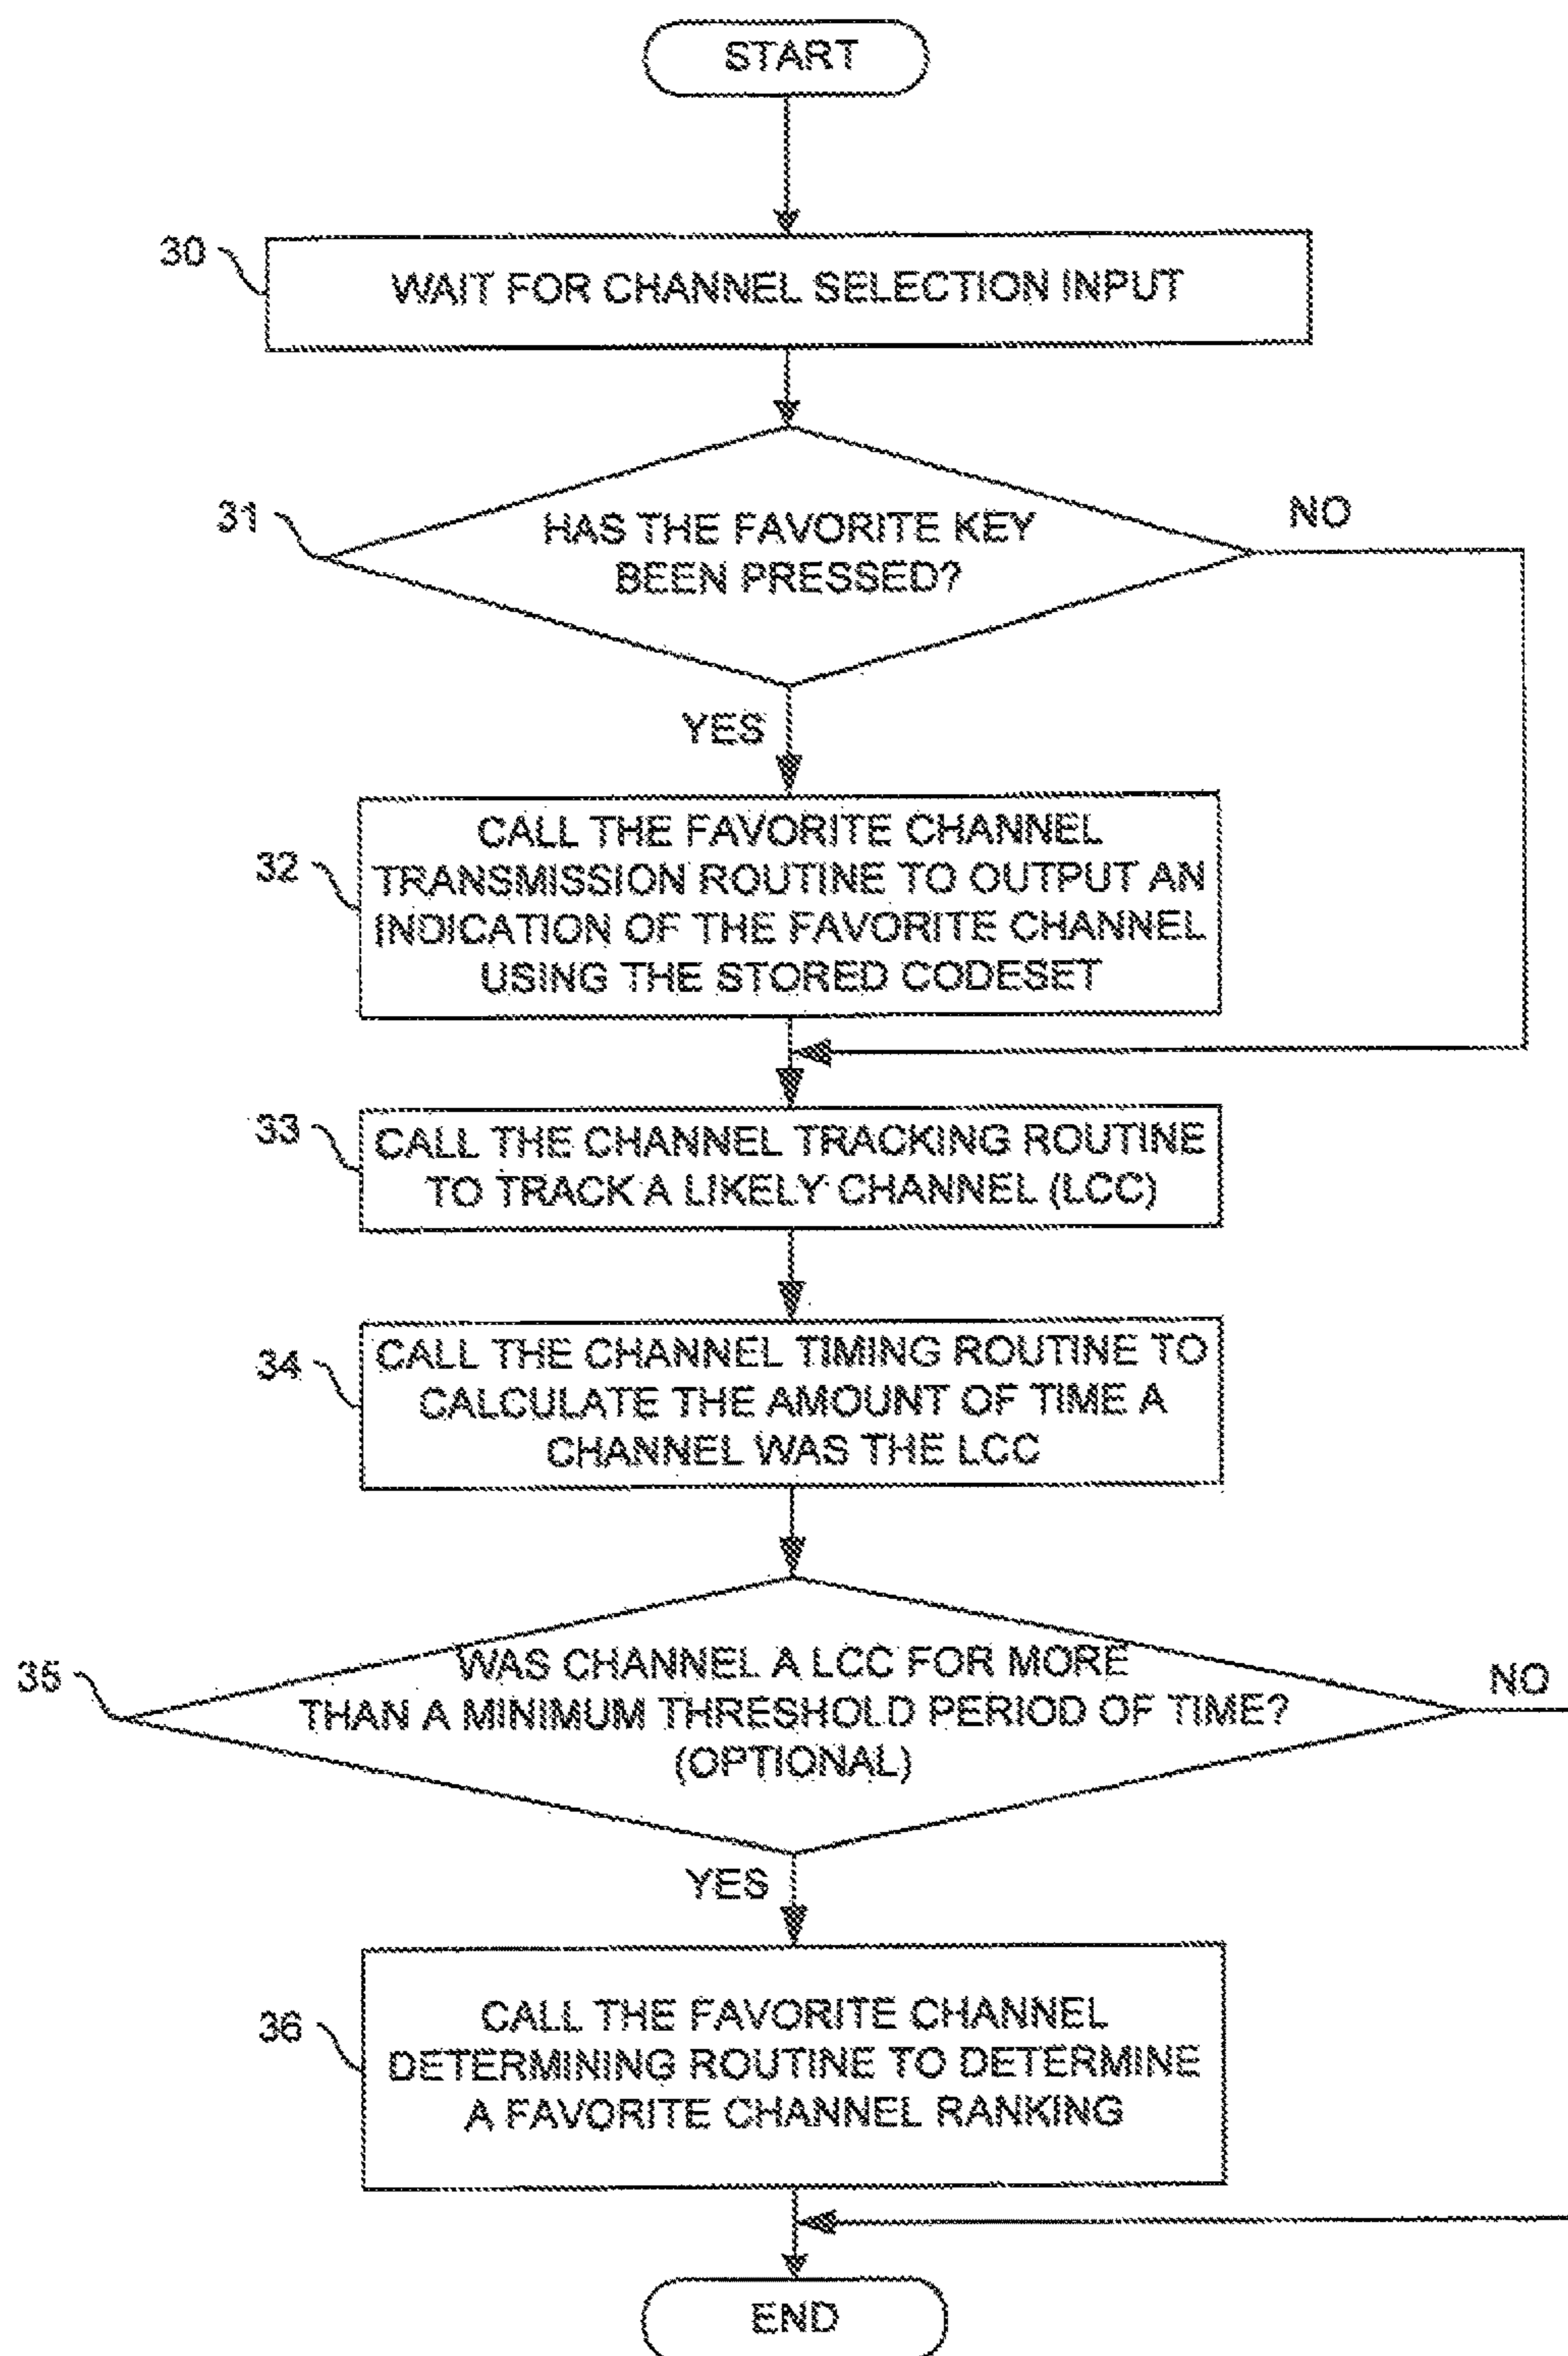 START
30
WAIT FOR CHANNEL SELECTION INPUT
31
HAS THE FAVORITE KEY
BEEN PRESSED?
NO
YES
32
CALL THE FAVORITE CHANNEL
TRANSMISSION ROUTINE TO OUTPUT AN
INDICATION OF THE FAVORITE CHANNEL
USING THE STORED CODESET
33
CALL THE CHANNEL TRACKING ROUTINE
TO TRACK A LIKELY CHANNEL (LCC)
34
CALL THE CHANNEL TIMING ROUTINE TO
CALCULATE THE AMOUNT OF TIME A
CHANNEL WAS THE LCC
35
WAS CHANNEL A LCC FOR MORE
THAN A MINIMUM THRESHOLD PERIOD OF TIME?
(OPTIONAL)
NO
YES
36
CALL THE FAVORITE CHANNEL
DETERMINING ROUTINE TO DETERMINE
A FAVORITE CHANNEL RANKING
END